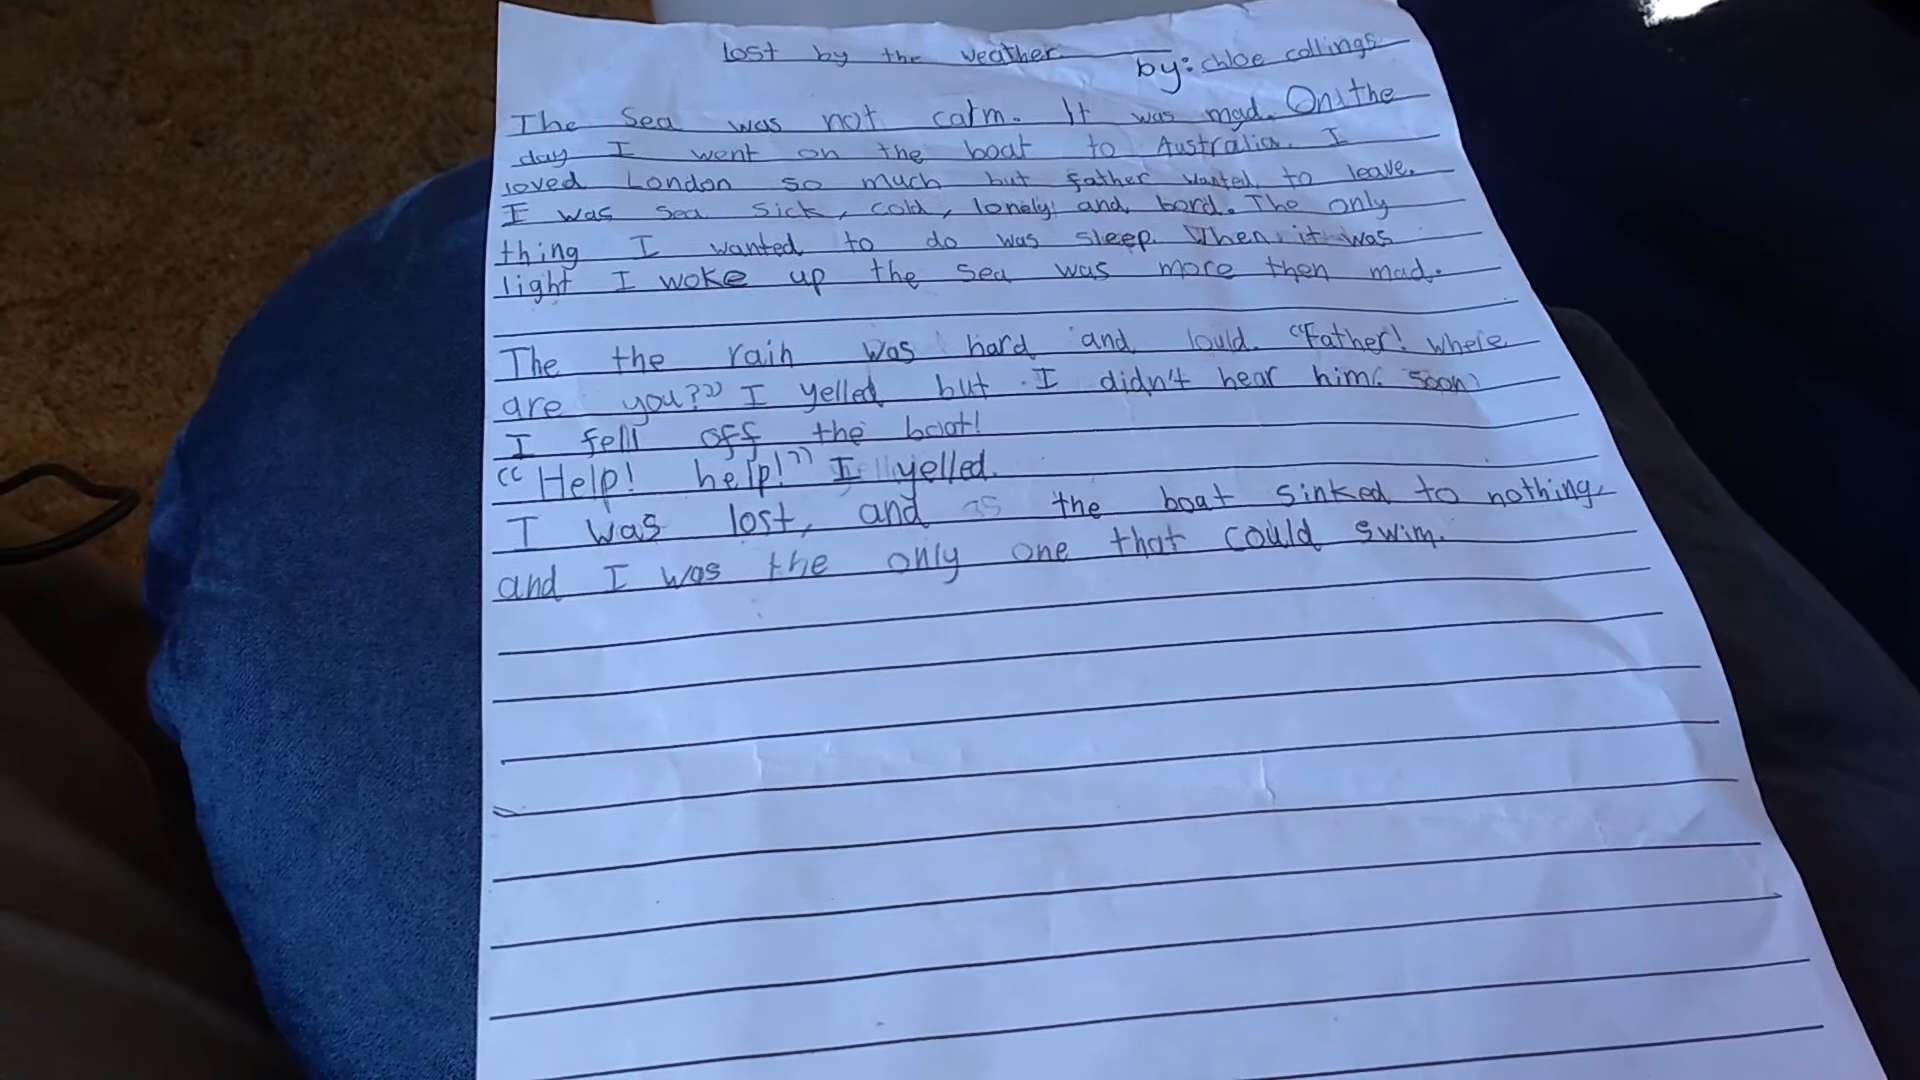 lost by the weather
by: chloe collings
The Sea was not calm. It was mad. On the
day I went on the boat to Australia. I
loved London so much but father wanted to leave.
I was sea sick, cold, lonely and bord. The only
thing I wanted to do was sleep. When it was
light I woke up the sea was more then mad.
The the rain was hard and lould. "Father! where
are you?" I yelled but I didn't hear him. Soon
I fell off the boat!
"Help! help!" I yelled.
I was lost, and as the boat sinked to nothing
and I was the only one that could swim.